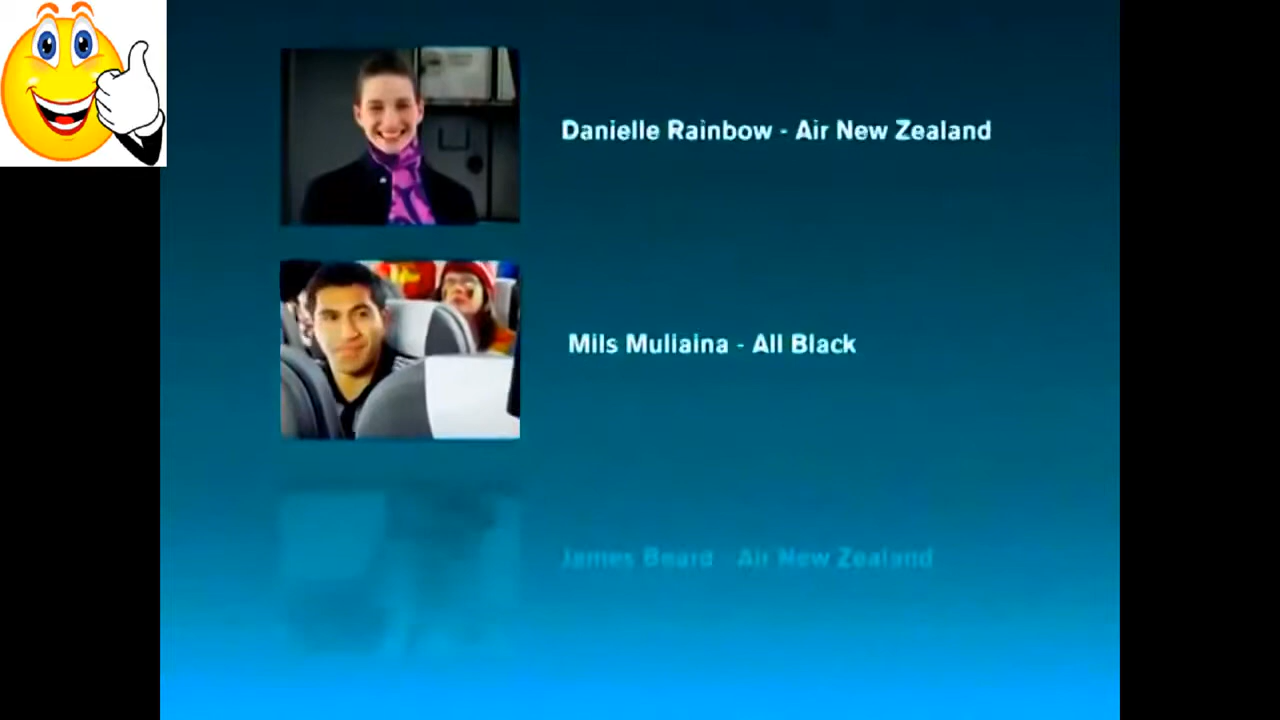 Danielle Rainbow - Air New Zealand
Mils Muliaina - All Black
James Beard - Air New Zealand